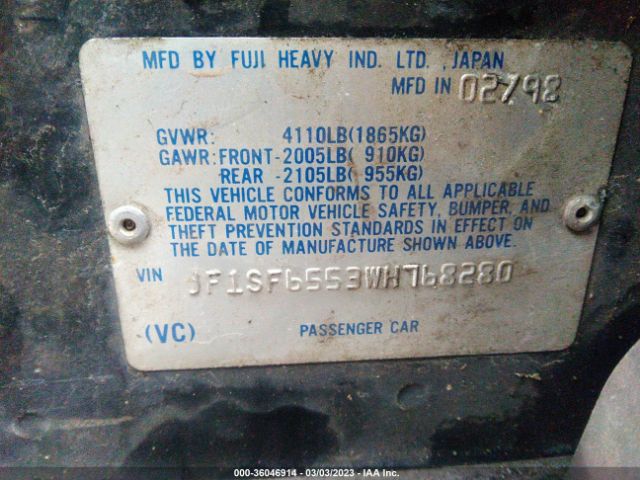 MFD BY FUJI HEAVY IND. LTD., JAPAN
MFD IN 02/98
GVWR: 4110LB(1865KG)
GAWR: FRONT-2005LB( 910KG)
REAR -2105LB( 955KG)
THIS VEHICLE CONFORMS TO ALL APPLICABLE
FEDERAL MOTOR VEHICLE SAFETY, BUMPER, AND
THEFT PREVENTION STANDARDS IN EFFECT ON
THE DATE OF MANUFACTURE SHOWN ABOVE.
VIN JF1SF6553WH768280
(VC) PASSENGER CAR
000-36046914 - 03/03/2023 - IAA Inc.